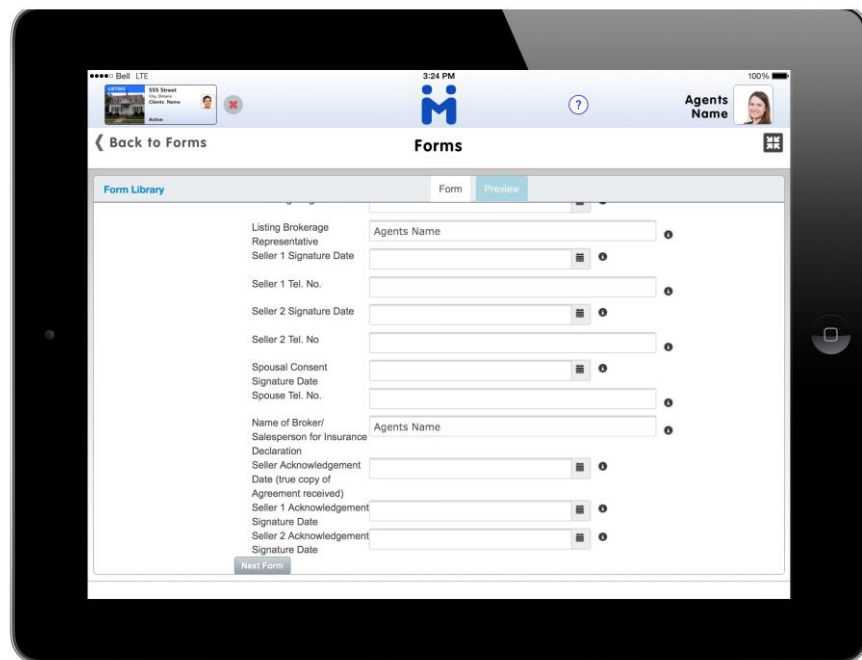 Bell LTE
3:24 PM
100%
LISTING
555 Street
City, Ontario
Clients Name
Active
?
Agents
Name
Back to Forms
Forms
Form Library
Form
Preview
Listing Brokerage
Representative
Agents Name
Seller 1 Signature Date
Seller 1 Tel. No.
Seller 2 Signature Date
Seller 2 Tel. No
Spousal Consent
Signature Date
Spouse Tel. No.
Name of Broker/
Salesperson for Insurance
Declaration
Agents Name
Seller Acknowledgement
Date (true copy of
Agreement received)
Seller 1 Acknowledgement
Signature Date
Seller 2 Acknowledgement
Signature Date
Next Form